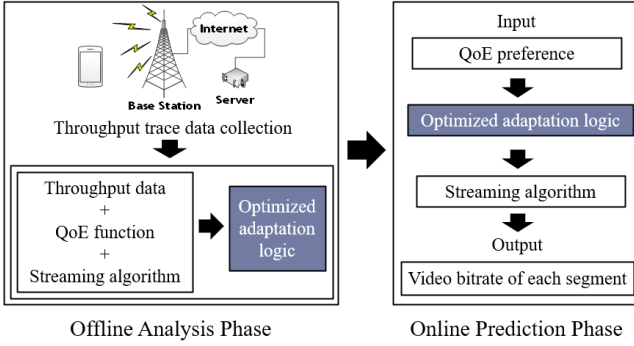 Internet
Base Station
Server
Throughput trace data collection
Throughput data
+
QoE function
+
Streaming algorithm
Optimized
adaptation
logic
Offline Analysis Phase
Input
QoE preference
Optimized adaptation logic
Streaming algorithm
Output
Video bitrate of each segment
Online Prediction Phase